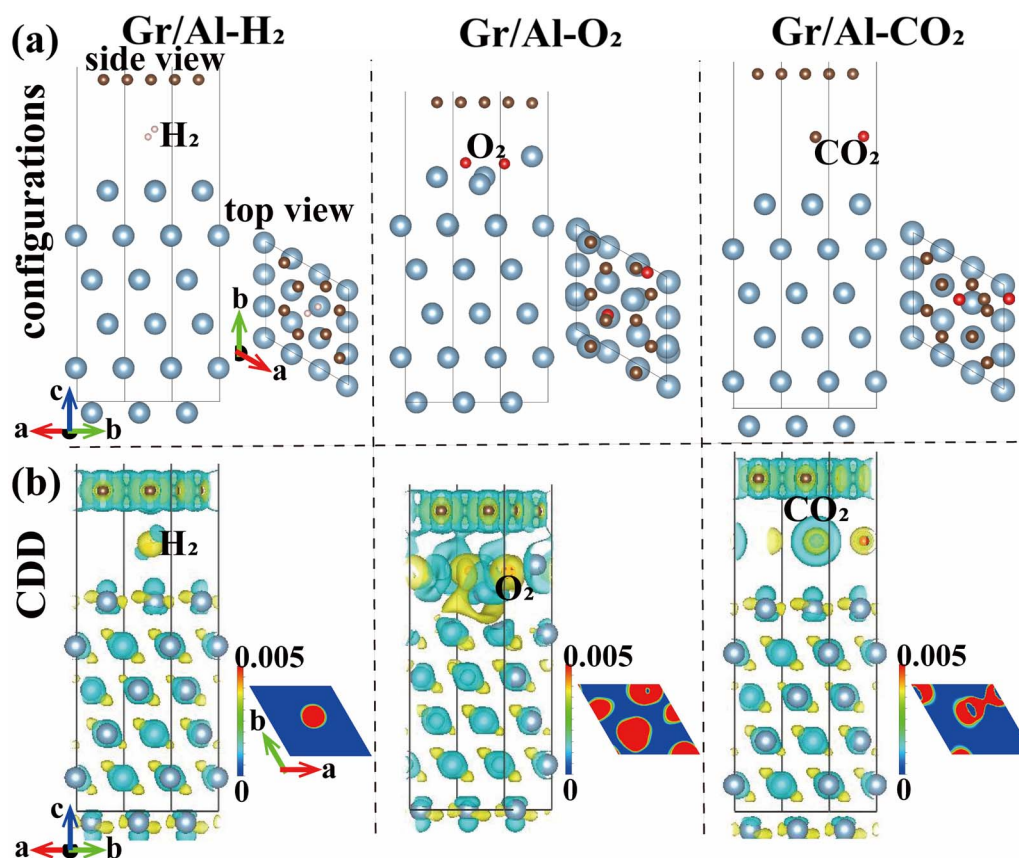 (a)
Gr/Al-H₂
Gr/Al-O₂
Gr/Al-CO₂
configurations
side view
H₂
O₂
CO₂
top view
b
a
c
a
b
(b)
CDD
H₂
O₂
CO₂
0.005
0
b
a
0.005
0
0.005
0
c
a
b